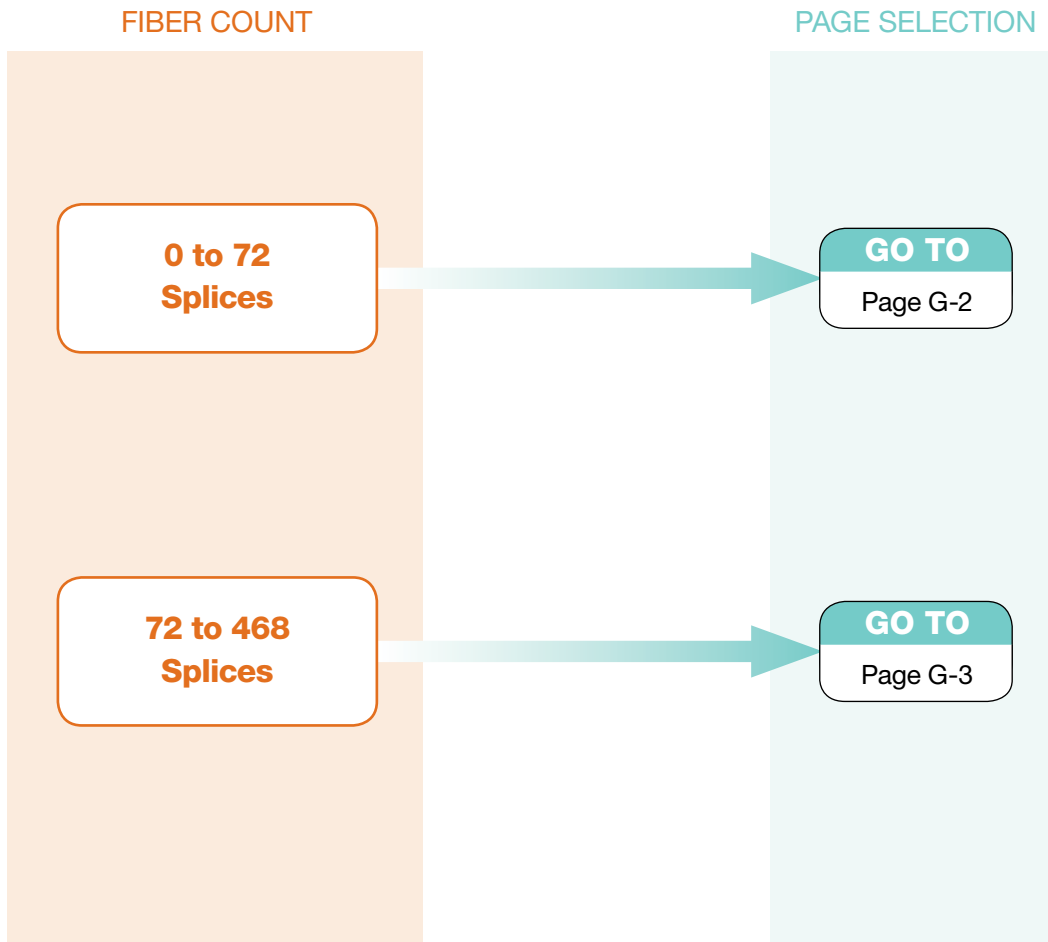 FIBER COUNT
PAGE SELECTION
0 to 72
Splices
GO TO
Page G-2
72 to 468
Splices
GO TO
Page G-3